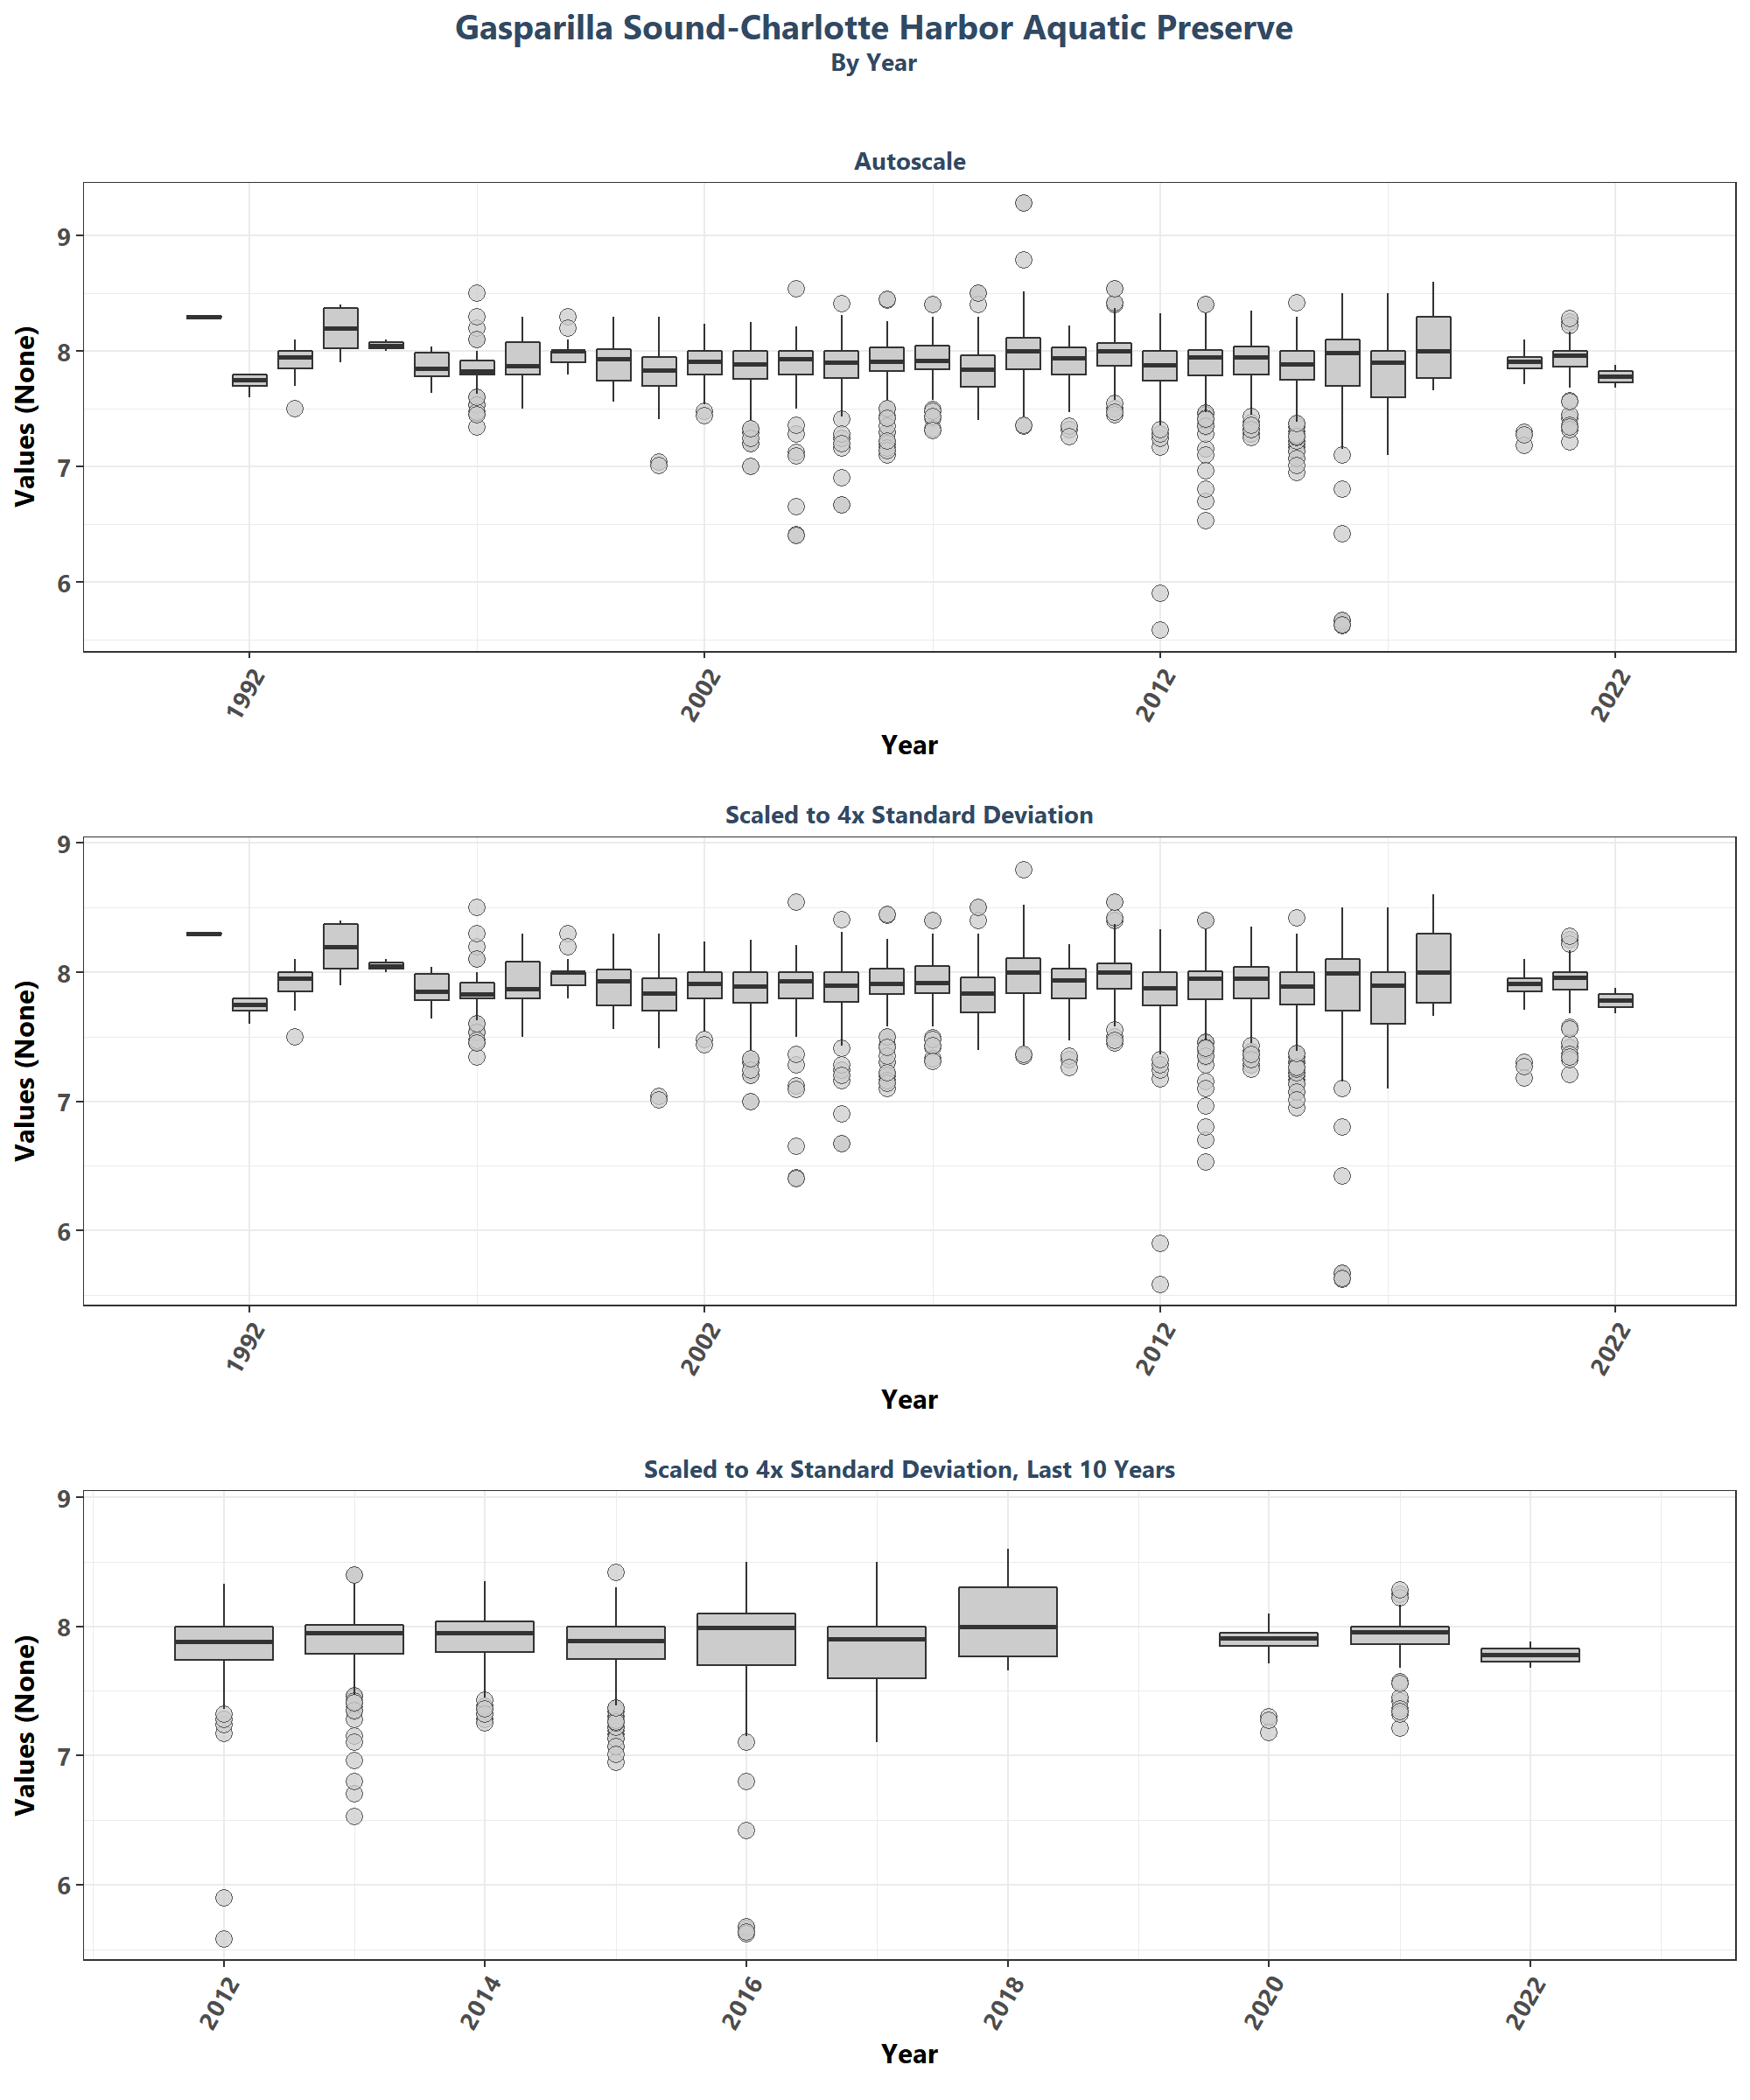 Gasparilla Sound-Charlotte Harbor Aquatic Preserve
By Year
Autoscale
Values (None)
9
8
7
6
1992
2002
2012
2022
Year
Scaled to 4x Standard Deviation
Values (None)
9
8
7
6
1992
2002
2012
2022
Year
Scaled to 4x Standard Deviation, Last 10 Years
Values (None)
9
8
7
6
2012
2014
2016
2018
2020
2022
Year